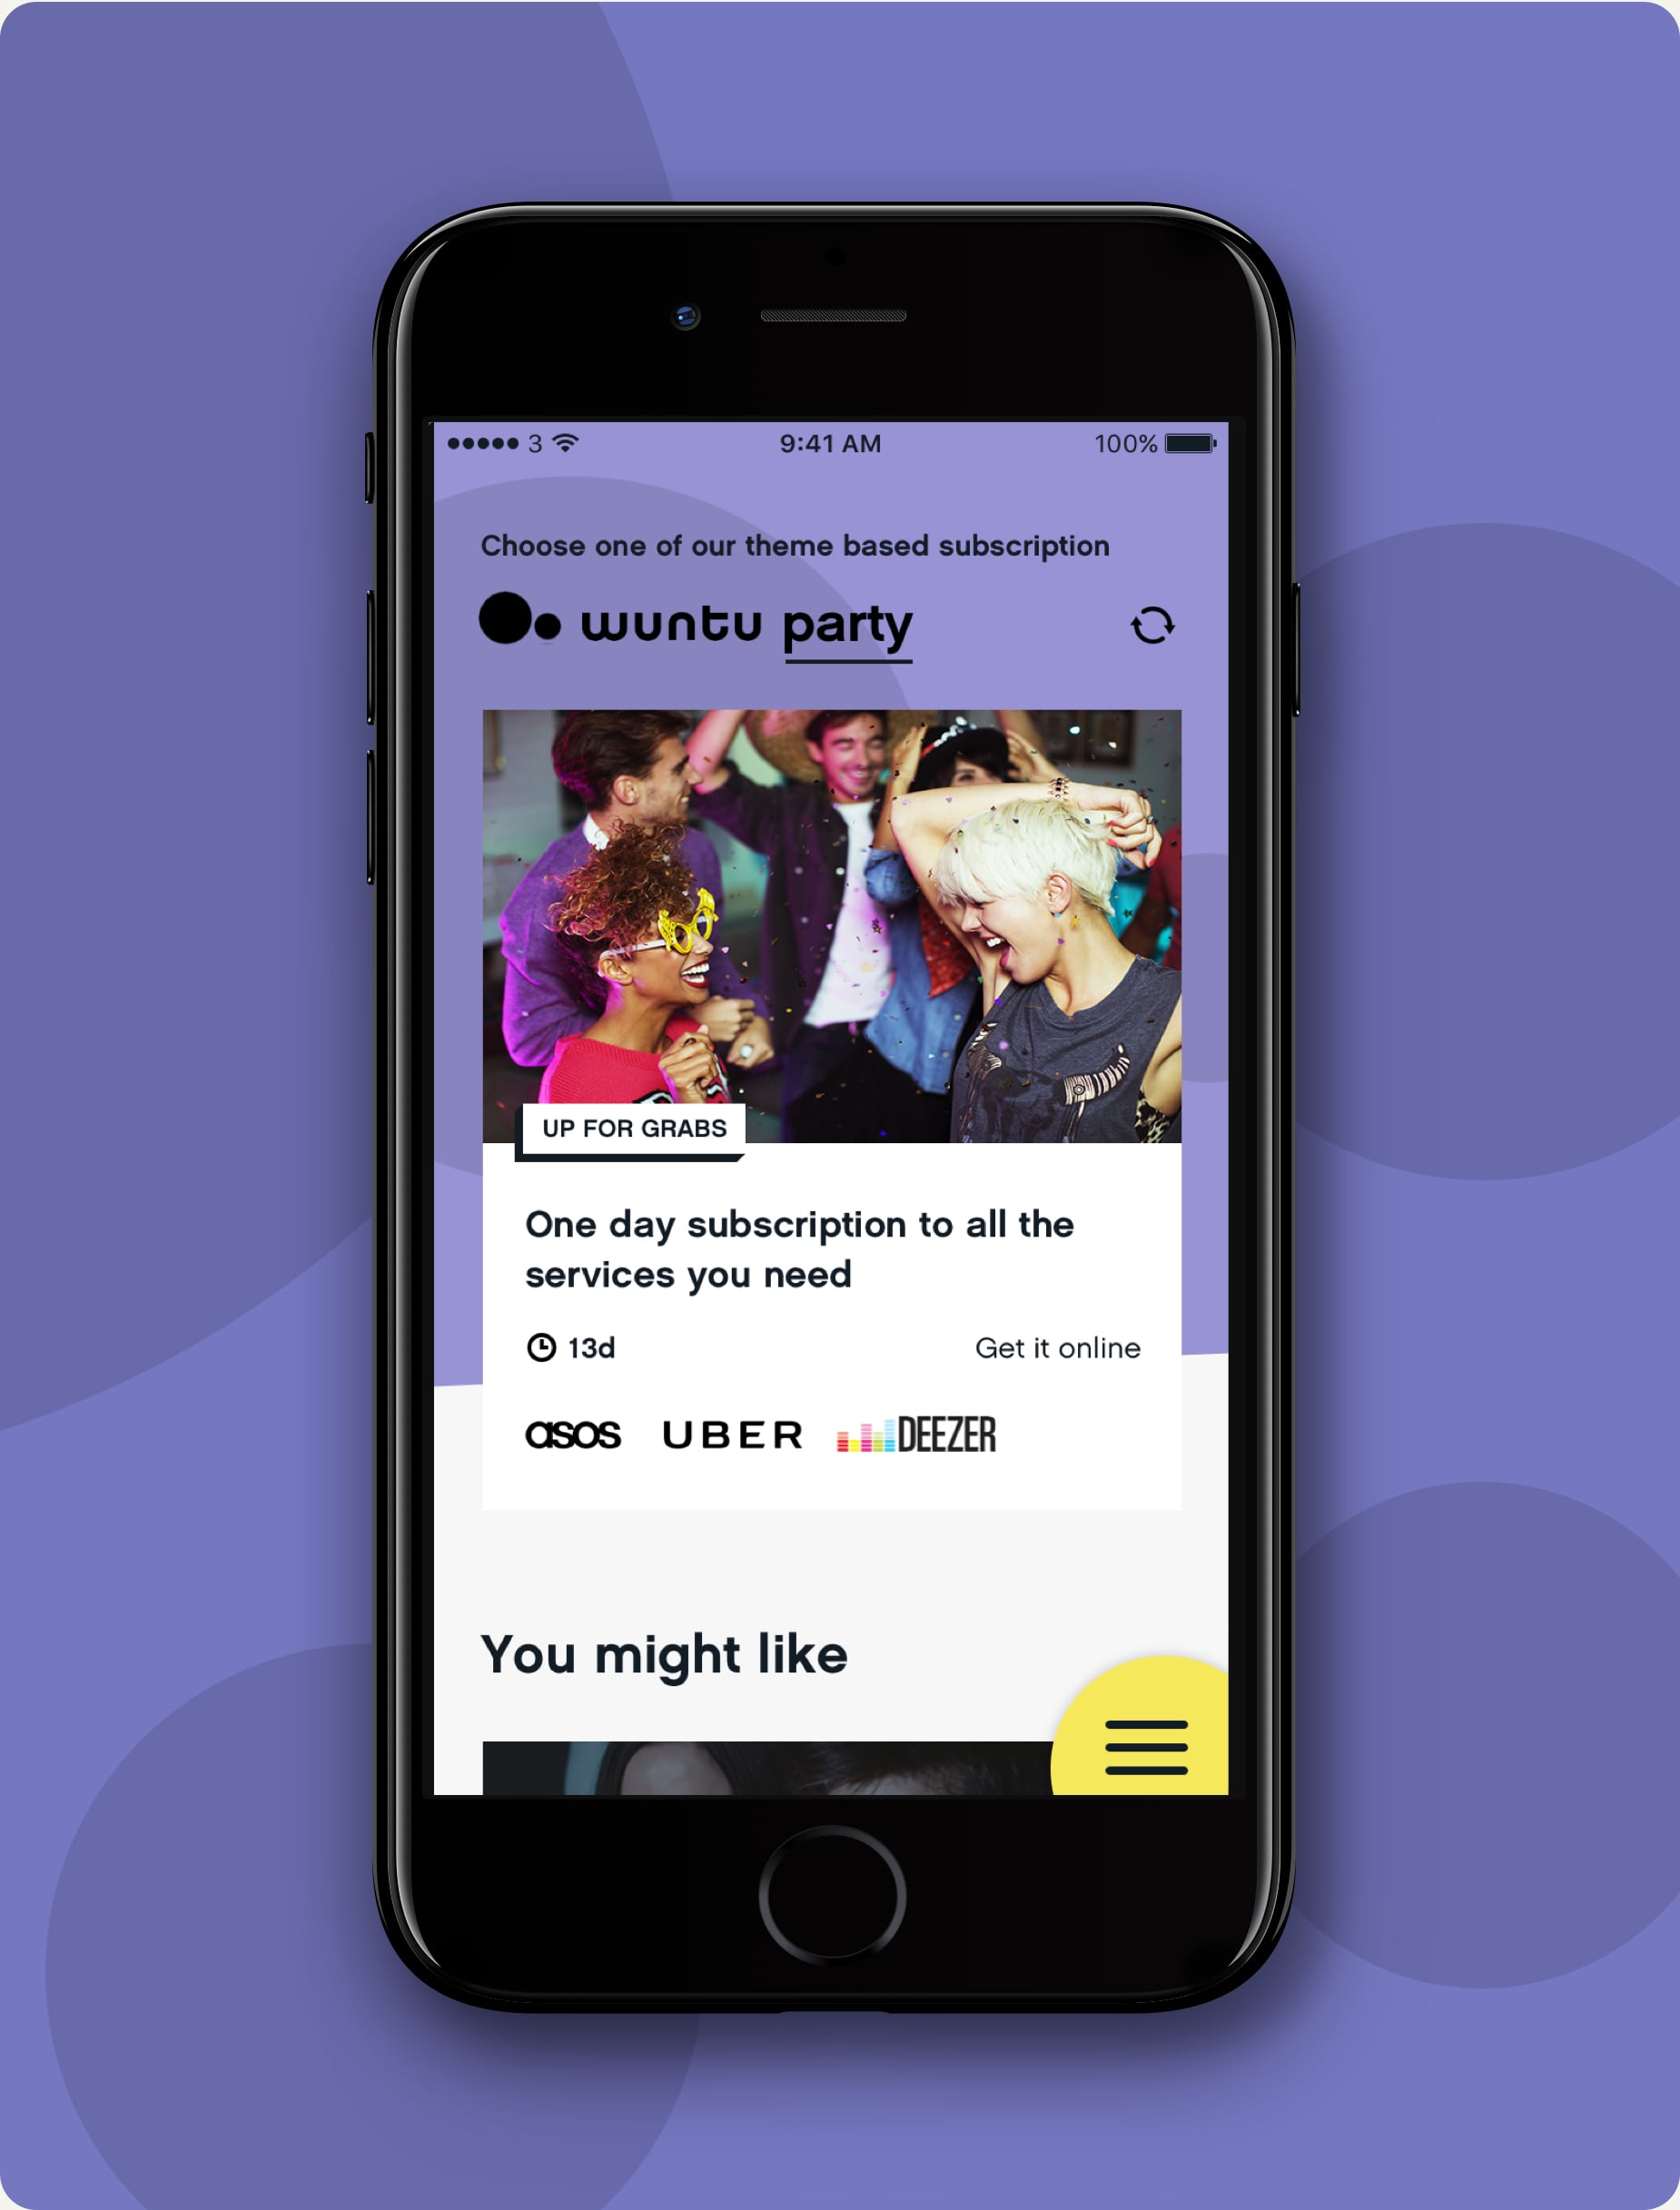 3 9:41 AM 100%
Choose one of our theme based subscription
wuntu party
UP FOR GRABS
One day subscription to all the
services you need
13d Get it online
asos UBER DEEZER
You might like